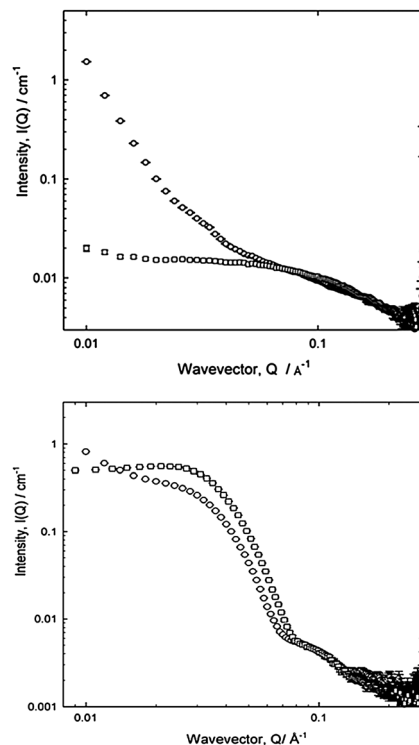 Intensity, I(Q) / cm-1
1
0.1
0.01
0.01
0.1
Wavevector, Q / Å-1
Intensity, I(Q) / cm-1
1
0.1
0.01
0.001
0.01
0.1
Wavevector, Q/ Å-1